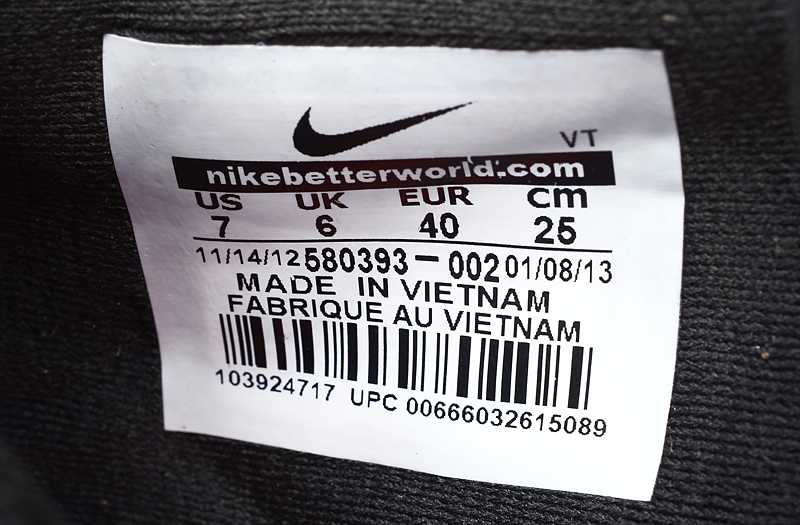 VT
nikebetterworld.com
US UK EUR cm
7 6 40 25
11/14/12 580393-002 01/08/13
MADE IN VIETNAM
FABRIQUE AU VIETNAM
103924717 UPC 00666032615089